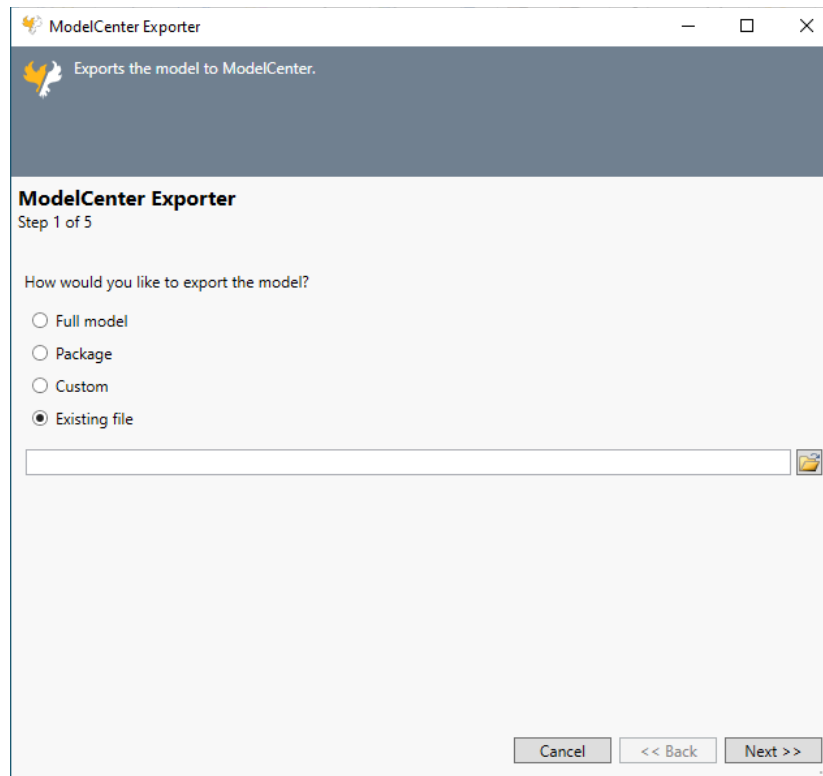 ModelCenter Exporter
Exports the model to ModelCenter.
ModelCenter Exporter
Step 1 of 5
How would you like to export the model?
Full model
Package
Custom
Existing file
Cancel << Back Next >>